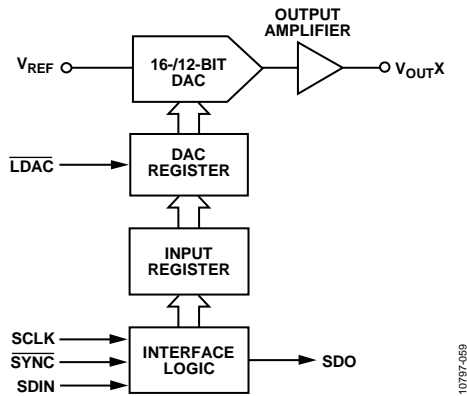 OUTPUT
AMPLIFIER
VREF
16-/12-BIT
DAC
VOUTX
LDAC
DAC
REGISTER
INPUT
REGISTER
SCLK
SYNC
SDIN
INTERFACE
LOGIC
SDO
10797-059